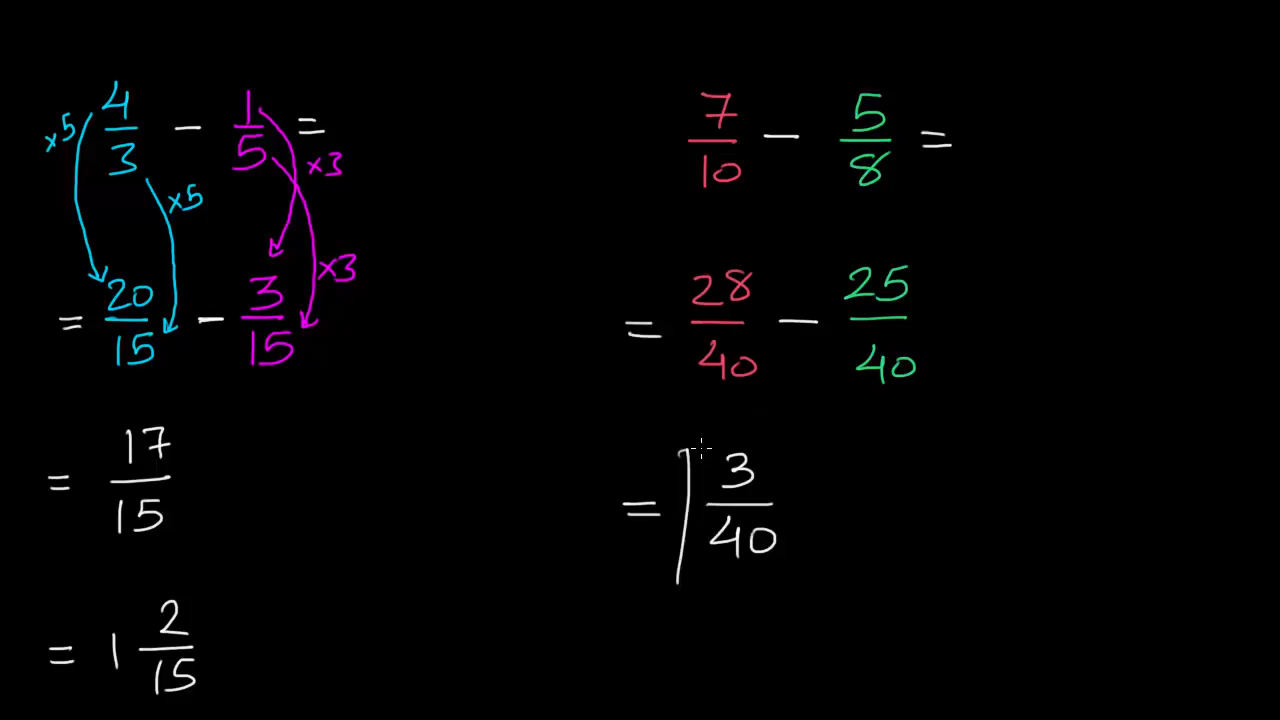 4/3 - 1/5 =
×5 ×5 ×3 ×3
= 20/15 - 3/15
= 17/15
= 1 2/15
7/10 - 5/8 =
= 28/40 - 25/40
= 3/40